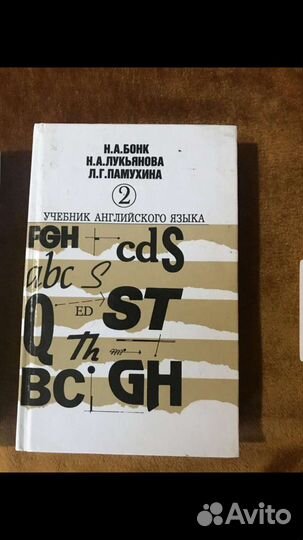 Н.А.БОНК
Н.А.ЛУКЬЯНОВА
Л.Г.ПАМУХИНА
2
УЧЕБНИК АНГЛИЙСКОГО ЯЗЫКА
FGH cdS
abc S
Q ED ST
Th
BC GH
Avito